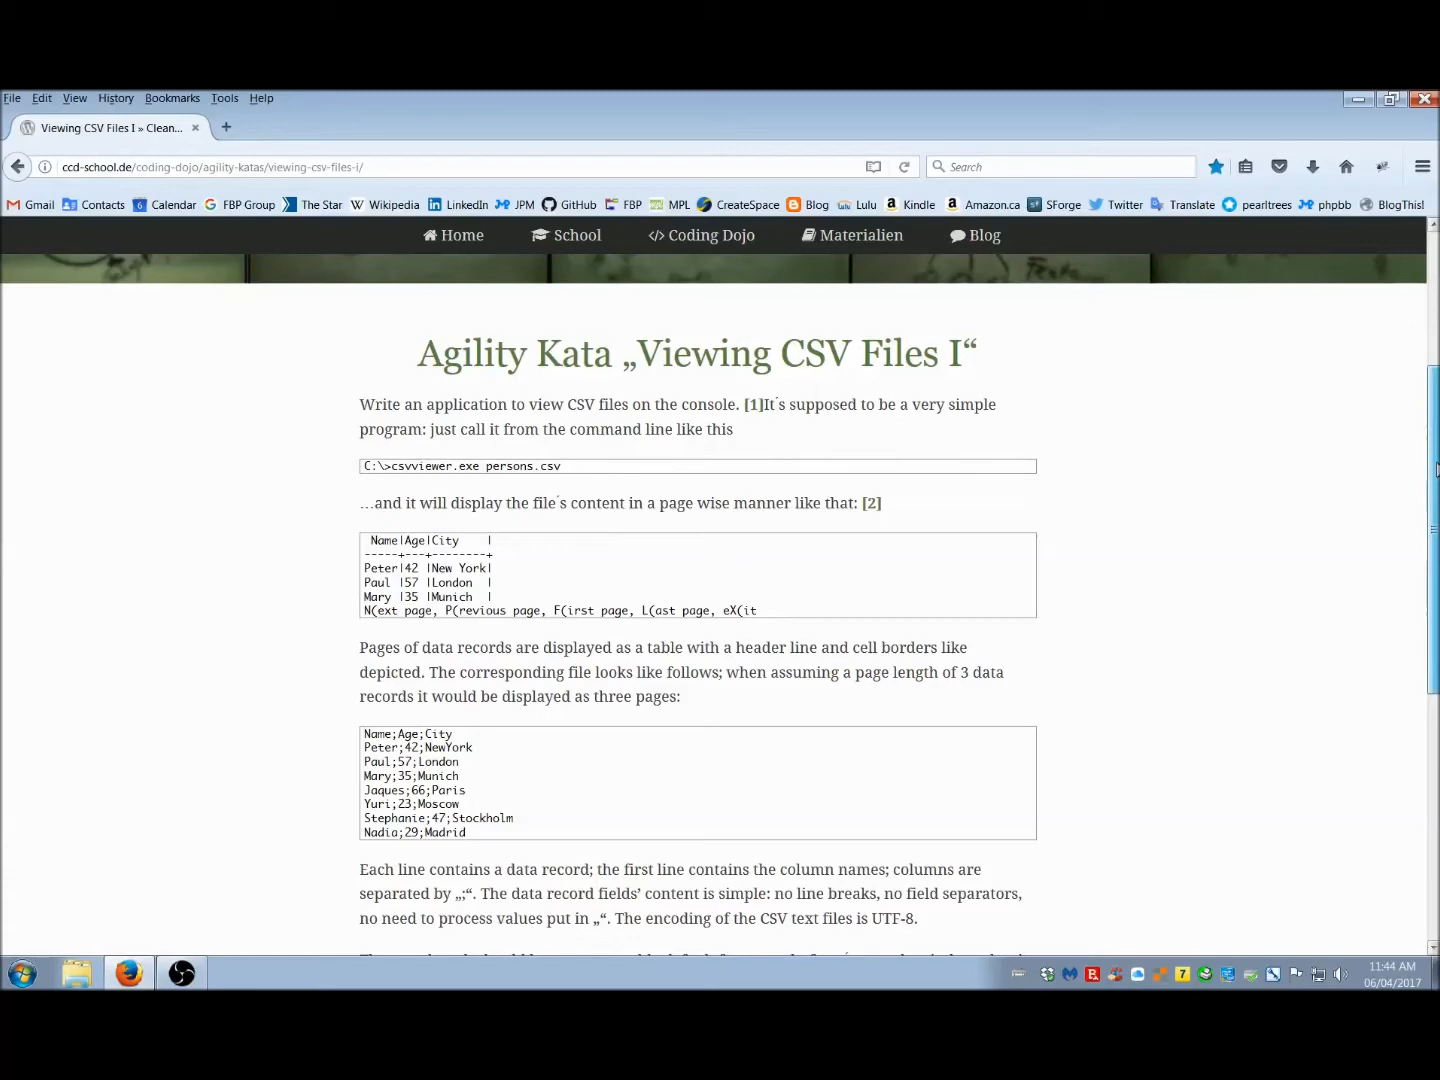 File Edit View History Bookmarks Tools Help
Viewing CSV Files I » Clean...
ccd-school.de/coding-dojo/agility-katas/viewing-csv-files-i/
Search
Gmail Contacts Calendar FBP Group The Star Wikipedia LinkedIn JPM GitHub FBP MPL CreateSpace Blog Lulu Kindle Amazon.ca SForge Twitter Translate pearltrees phpbb BlogThis!
Home School </> Coding Dojo Materialien Blog
Agility Kata „Viewing CSV Files I“
Write an application to view CSV files on the console. [1]It´s supposed to be a very simple
program: just call it from the command line like this
C:\>csvviewer.exe persons.csv
…and it will display the file´s content in a page wise manner like that: [2]
Name|Age|City    |
-----+---+--------+
Peter|42 |New York|
Paul |57 |London  |
Mary |35 |Munich  |
N(ext page, P(revious page, F(irst page, L(ast page, eX(it
Pages of data records are displayed as a table with a header line and cell borders like
depicted. The corresponding file looks like follows; when assuming a page length of 3 data
records it would be displayed as three pages:
Name;Age;City
Peter;42;NewYork
Paul;57;London
Mary;35;Munich
Jaques;66;Paris
Yuri;23;Moscow
Stephanie;47;Stockholm
Nadia;29;Madrid
Each line contains a data record; the first line contains the column names; columns are
separated by „;“. The data record fields’ content is simple: no line breaks, no field separators,
no need to process values put in „“. The encoding of the CSV text files is UTF-8.
7
11:44 AM
06/04/2017